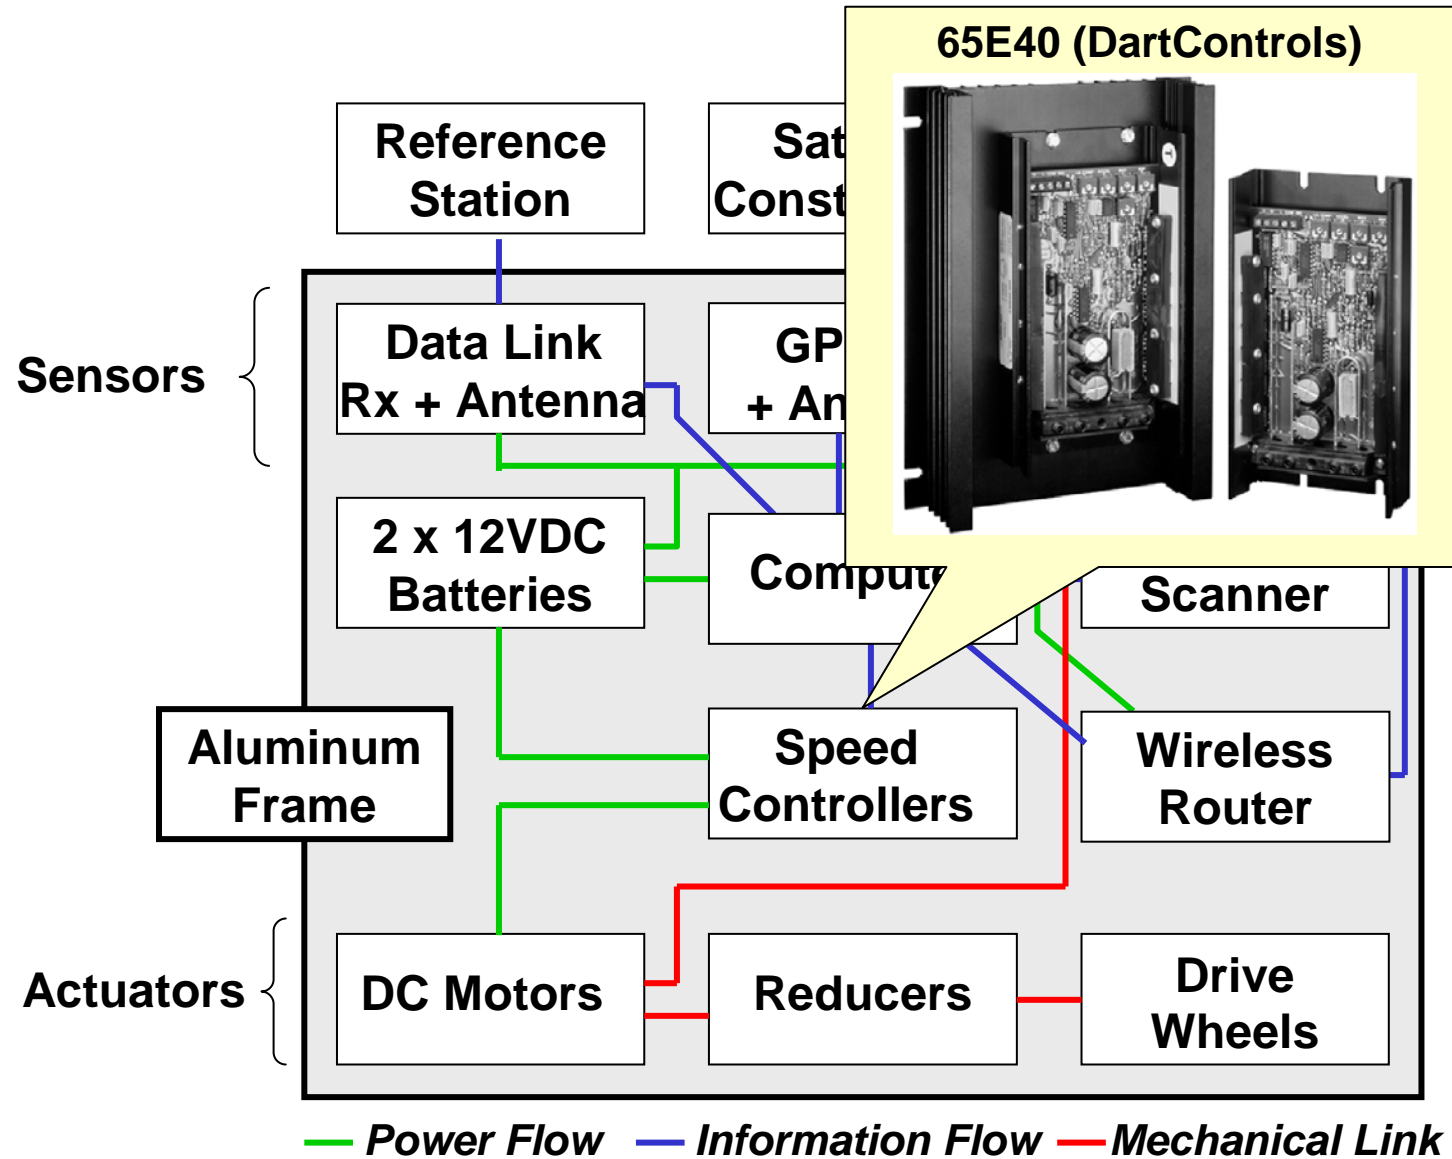 65E40 (DartControls)
Reference
Station
Sat
Const
Sensors
Data Link
Rx + Antenna
GP
+ An
2 x 12VDC
Batteries
Compute
Scanner
Aluminum
Frame
Speed
Controllers
Wireless
Router
Actuators
DC Motors
Reducers
Drive
Wheels
Power Flow
Information Flow
Mechanical Link